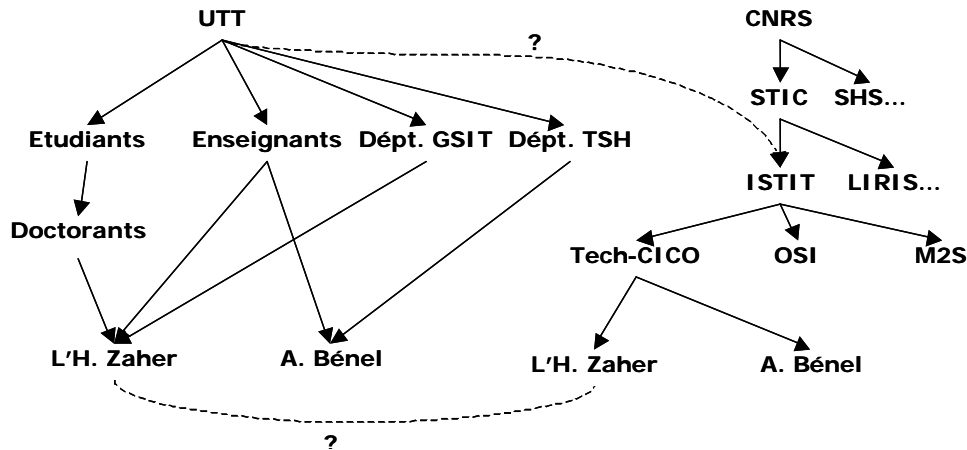 UTT CNRS
?
STIC SHS...
Etudiants Enseignants Dépt. GSIT Dépt. TSH
ISTIT LIRIS...
Doctorants
Tech-CICO OSI M2S
L'H. Zaher A. Bénel
L'H. Zaher A. Bénel
?